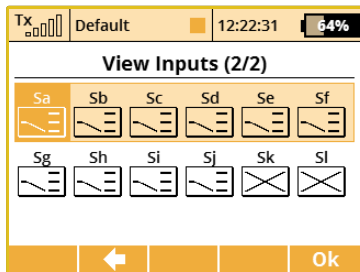 Tx Default 12:22:31 64%
View Inputs (2/2)
Sa Sb Sc Sd Se Sf
Sg Sh Si Sj Sk Sl
Ok